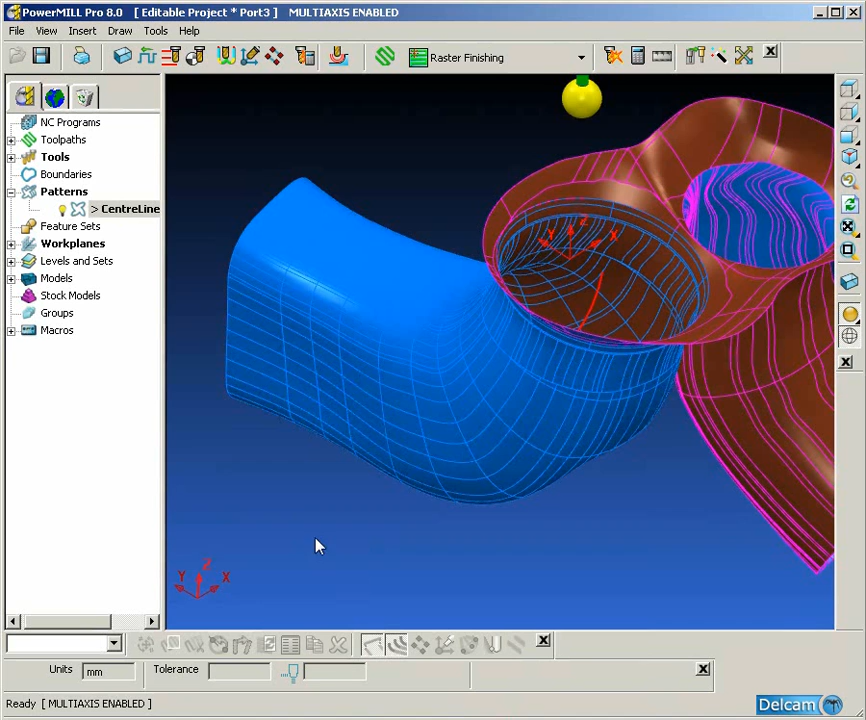 PowerMILL Pro 8.0    [ Editable Project * Port3 ]    MULTIAXIS ENABLED
File View Insert Draw Tools Help
Raster Finishing
NC Programs
Toolpaths
Tools
Boundaries
Patterns
> CentreLine
Feature Sets
Workplanes
Levels and Sets
Models
Stock Models
Groups
Macros
Z
Y X
Z
Y X
Units mm Tolerance
Ready [ MULTIAXIS ENABLED ]
Delcam